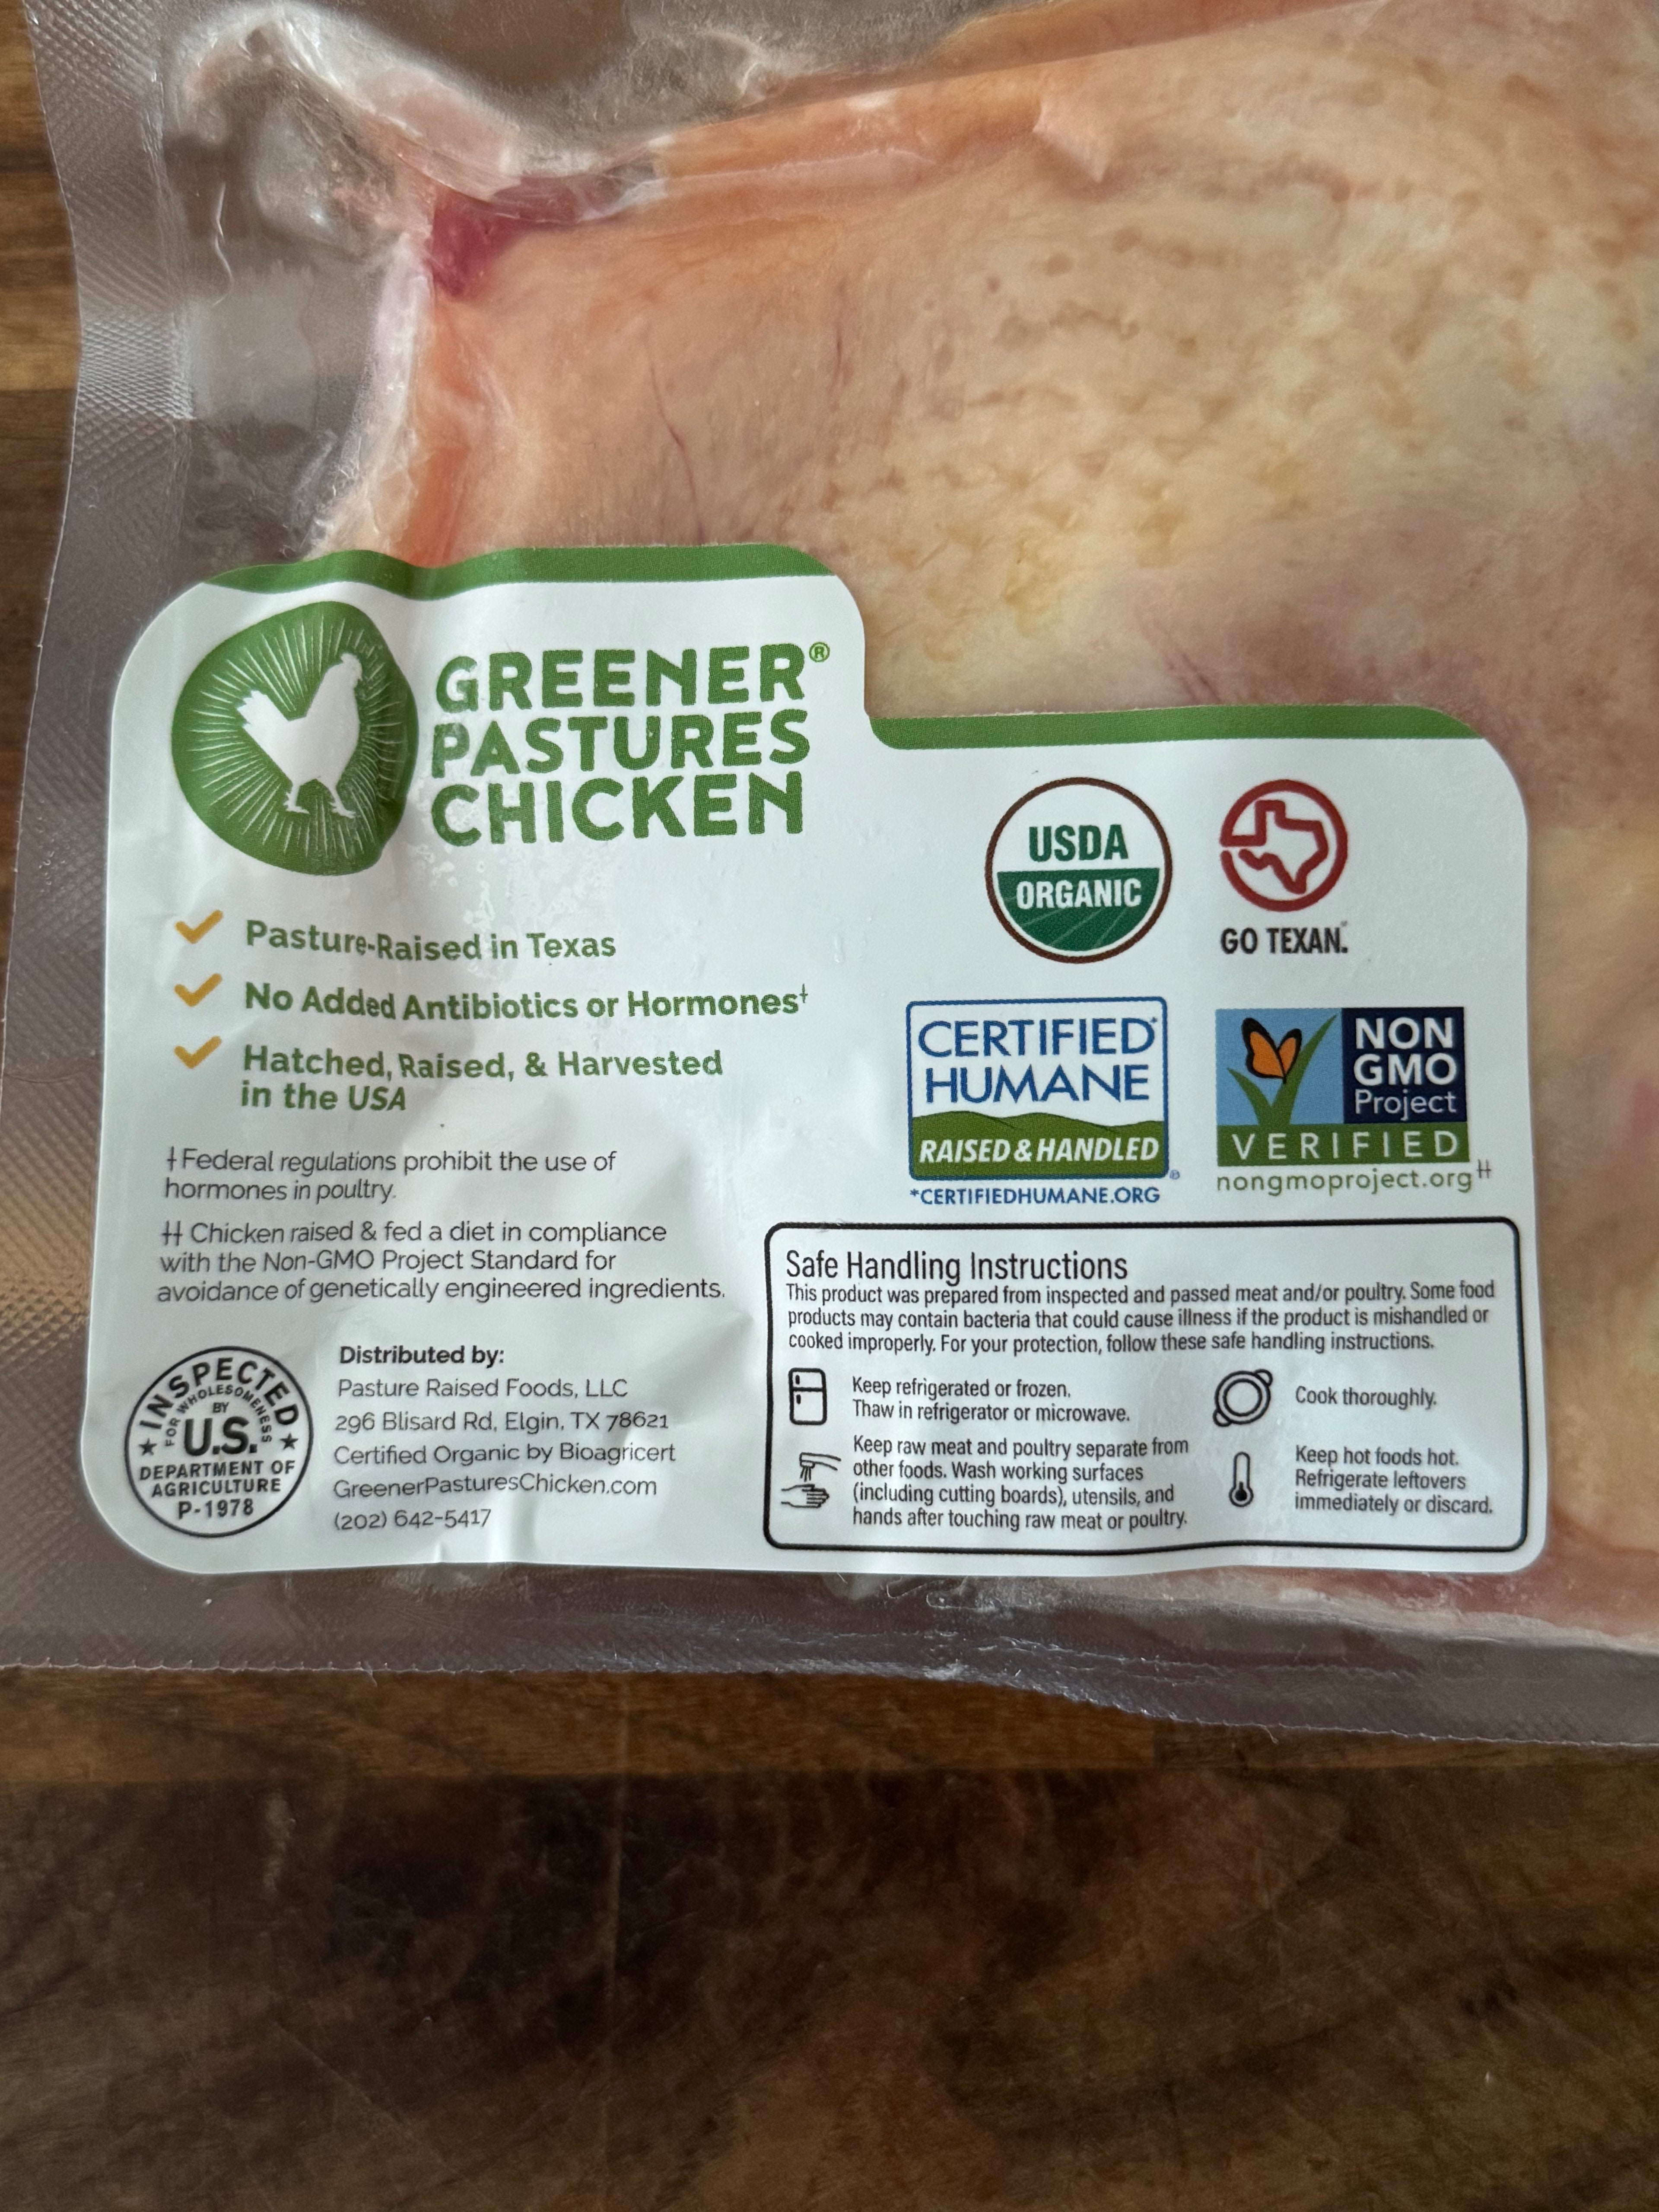 GREENER®
PASTURES
CHICKEN
Pasture-Raised in Texas
No Added Antibiotics or Hormones†
Hatched, Raised, & Harvested
in the USA
† Federal regulations prohibit the use of
hormones in poultry.
†† Chicken raised & fed a diet in compliance
with the Non-GMO Project Standard for
avoidance of genetically engineered ingredients.
INSPECTED
FOR WHOLESOMENESS
BY
U.S.
DEPARTMENT OF
AGRICULTURE
P-1978
Distributed by:
Pasture Raised Foods, LLC
296 Blisard Rd, Elgin, TX 78621
Certified Organic by Bioagricert
GreenerPasturesChicken.com
(202) 642-5417
USDA
ORGANIC
GO TEXAN.
CERTIFIED*
HUMANE
RAISED & HANDLED®
*CERTIFIEDHUMANE.ORG
NON
GMO
Project
VERIFIED
nongmoproject.org††
Safe Handling Instructions
This product was prepared from inspected and passed meat and/or poultry. Some food
products may contain bacteria that could cause illness if the product is mishandled or
cooked improperly. For your protection, follow these safe handling instructions.
Keep refrigerated or frozen.
Thaw in refrigerator or microwave.
Keep raw meat and poultry separate from
other foods. Wash working surfaces
(including cutting boards), utensils, and
hands after touching raw meat or poultry.
Cook thoroughly.
Keep hot foods hot.
Refrigerate leftovers
immediately or discard.